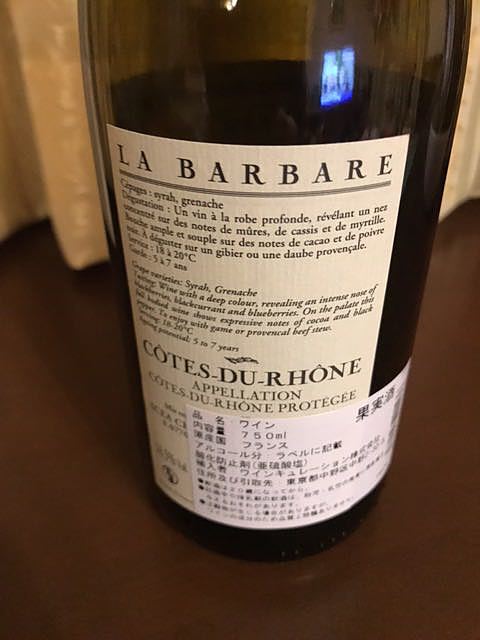 LA BARBARE
Cépages : syrah, grenache
Dégustation : Un vin à la robe profonde, révélant un nez
concentré sur des notes de mûres, de cassis et de myrtille.
Bouche ample et souple sur des notes de cacao et de poivre
noir. À déguster sur un gibier ou une daube provençale.
Service : 18 à 20°C
Garde : 5 à 7 ans
Grape varieties: Syrah, Grenache
Tasting: Wine with a deep colour, revealing an intense nose of
blackberries, blackcurrant and blueberries. On the palate this
full bodied wine shows expressive notes of cocoa and black
pepper. To enjoy with game or provencal beef stew.
18-20°C
potential: 5 to 7 years
CÔTES-DU-RHÔNE
APPELLATION
CÔTES-DU-RHÔNE PROTÉGÉE
果実酒
品 名 : ワイン
内容量 : 750ml
原産国 : フランス
アルコール分 : ラベルに記載
酸化防止剤(亜硫酸塩)
輸入者 : ワインキュレーション株式会社
住所及び引取先 : 東京都中野区中野